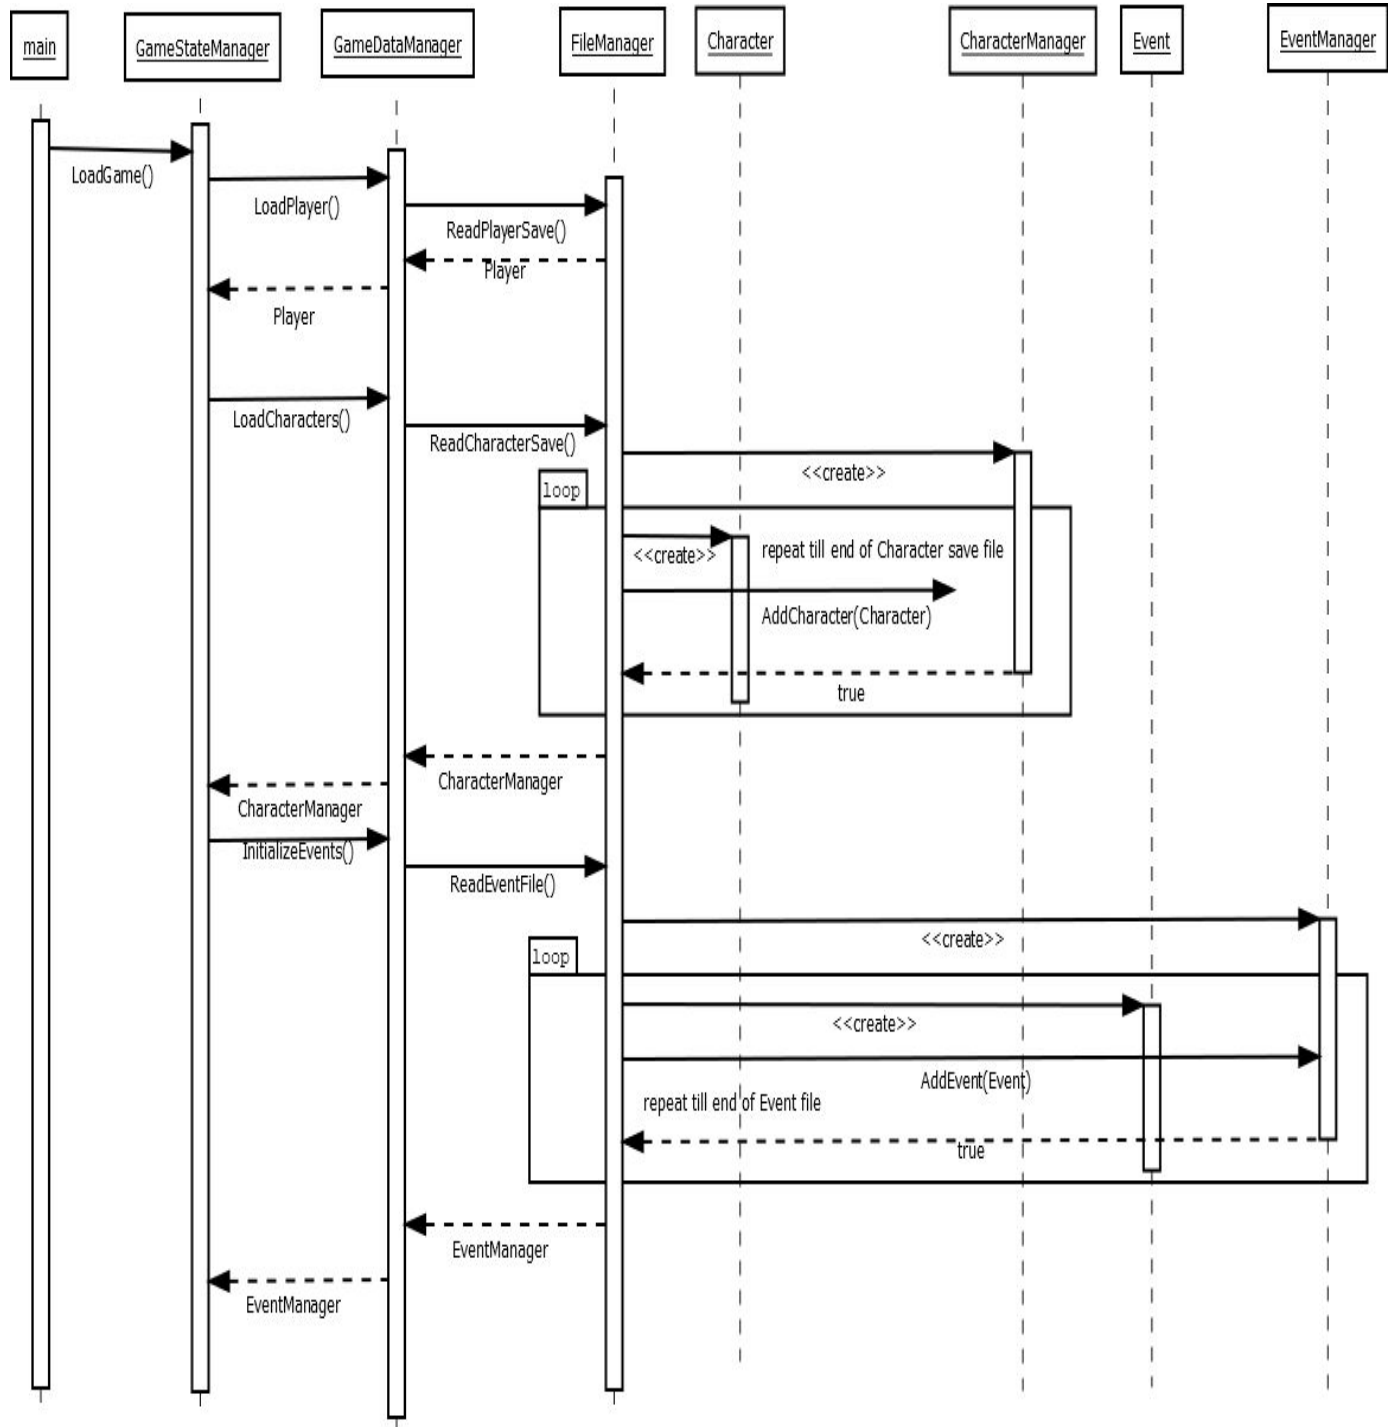 main
GameStateManager
GameDataManager
FileManager
Character
CharacterManager
Event
EventManager
LoadGame()
LoadPlayer()
ReadPlayerSave()
Player
Player
LoadCharacters()
ReadCharacterSave()
<<create>>
loop
<<create>>
repeat till end of Character save file
AddCharacter(Character)
true
CharacterManager
CharacterManager
InitializeEvents()
ReadEventFile()
<<create>>
loop
<<create>>
AddEvent(Event)
repeat till end of Event file
true
EventManager
EventManager